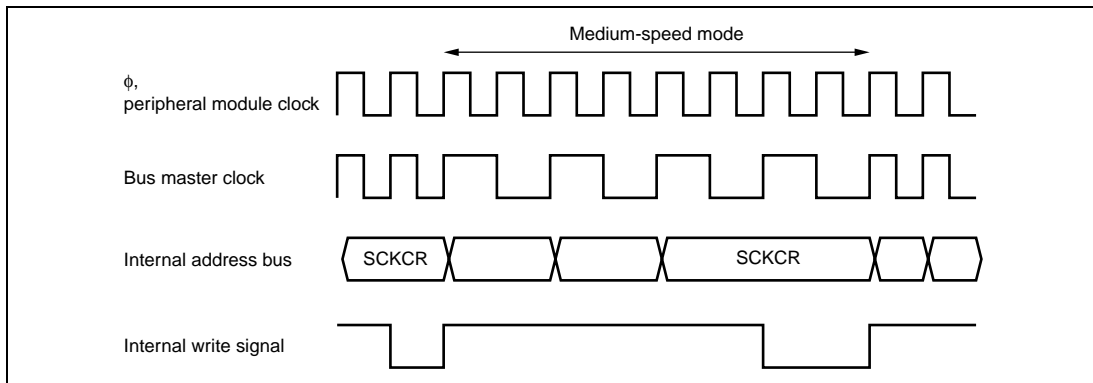 Medium-speed mode
ϕ,
peripheral module clock
Bus master clock
Internal address bus
SCKCR
SCKCR
Internal write signal